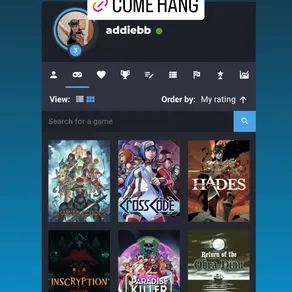 COME HANG
addiebb
3
View:
Order by: My rating
Search for a game
CROSSCODE
HADES
INSCRYPTION
PARADISE
KILLER
Return of the
Obra Dinn